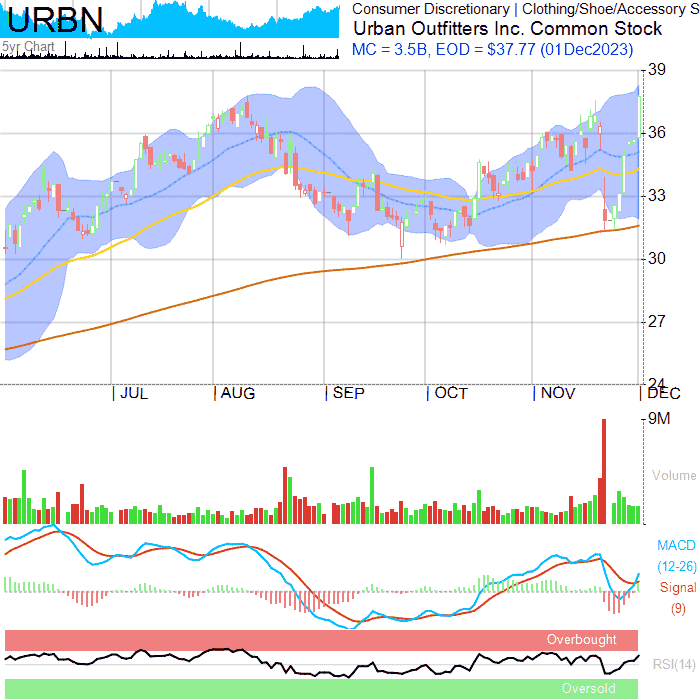 URBN
Consumer Discretionary | Clothing/Shoe/Accessory S
Urban Outfitters Inc. Common Stock
MC = 3.5B, EOD = $37.77 (01Dec2023)
5yr Chart
39
36
33
30
27
24
JUL
AUG
SEP
OCT
NOV
DEC
9M
Volume
MACD
(12-26)
Signal
(9)
Overbought
RSI(14)
Oversold